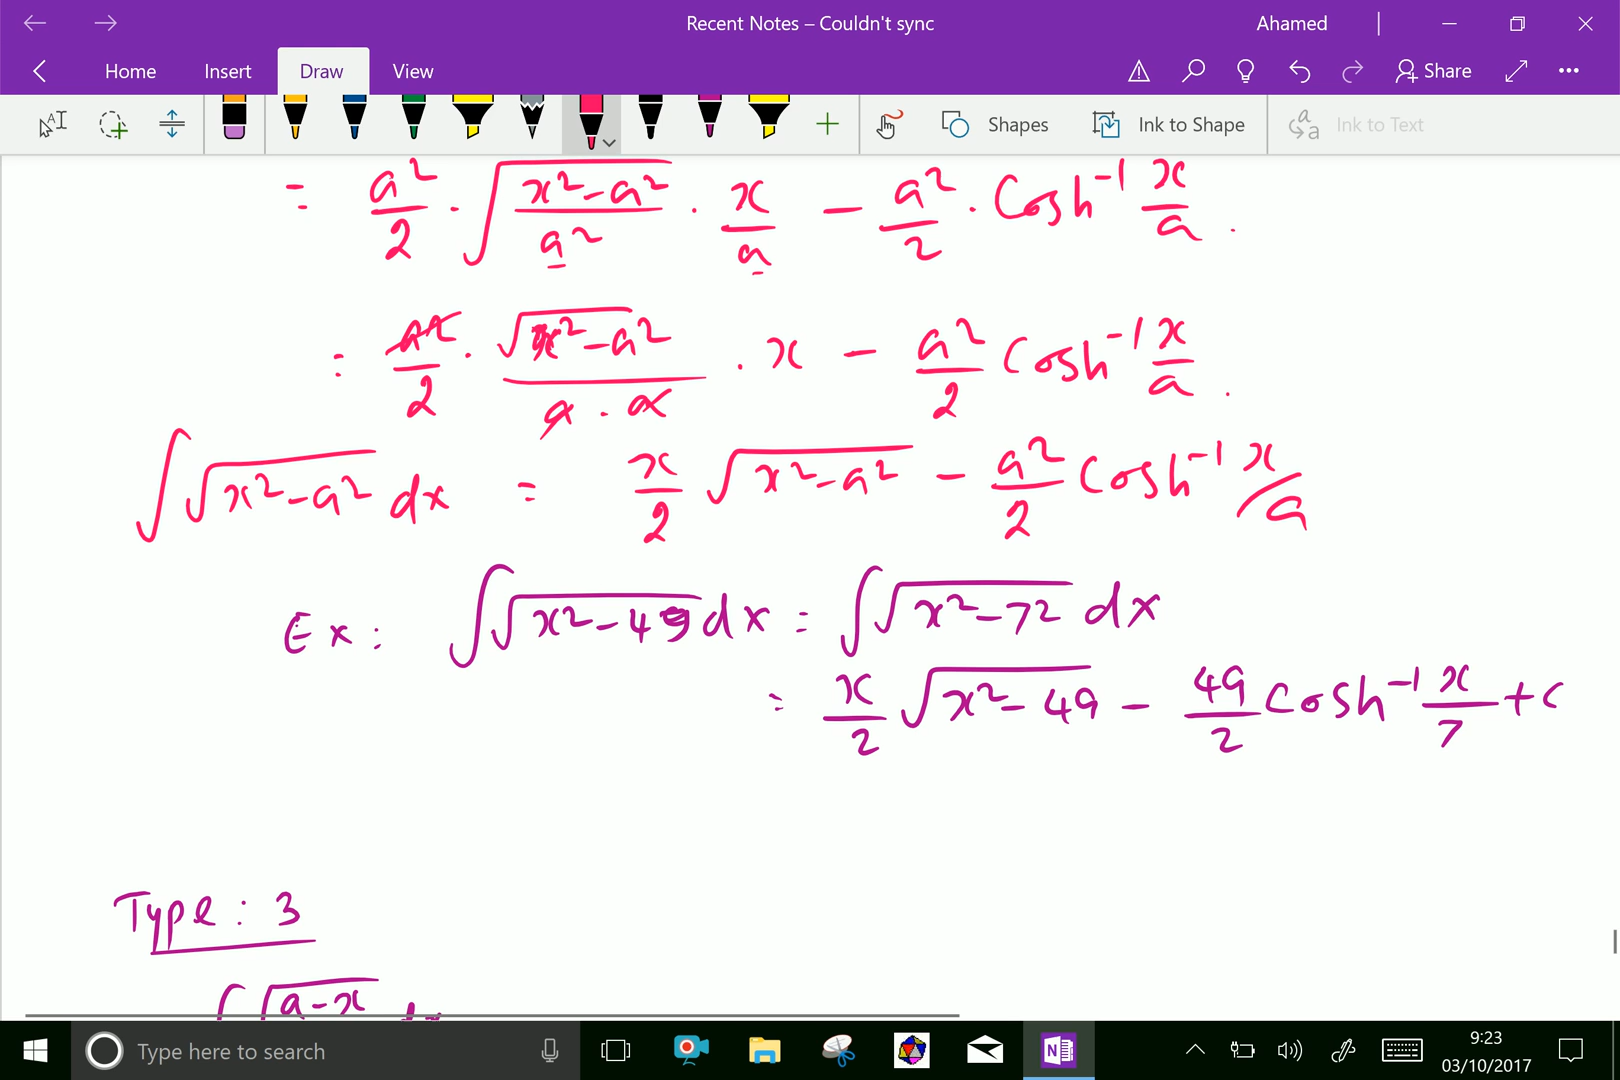 Recent Notes – Couldn't sync
Ahamed
Home Insert Draw View Share
Shapes Ink to Shape Ink to Text
= a²/2 · √((x²-a²)/a²) · x/a - a²/2 · Cosh⁻¹ x/a .
= a²/2 · √(x²-a²)/(a · a) · x - a²/2 Cosh⁻¹ x/a .
∫√(x²-a²) dx = x/2 √(x²-a²) - a²/2 Cosh⁻¹ x/a
Ex: ∫√(x²-49) dx = ∫√(x²-7²) dx
= x/2 √(x²-49) - 49/2 Cosh⁻¹ x/7 + c
Type : 3
∫√(a-x dx
Type here to search
9:23
03/10/2017